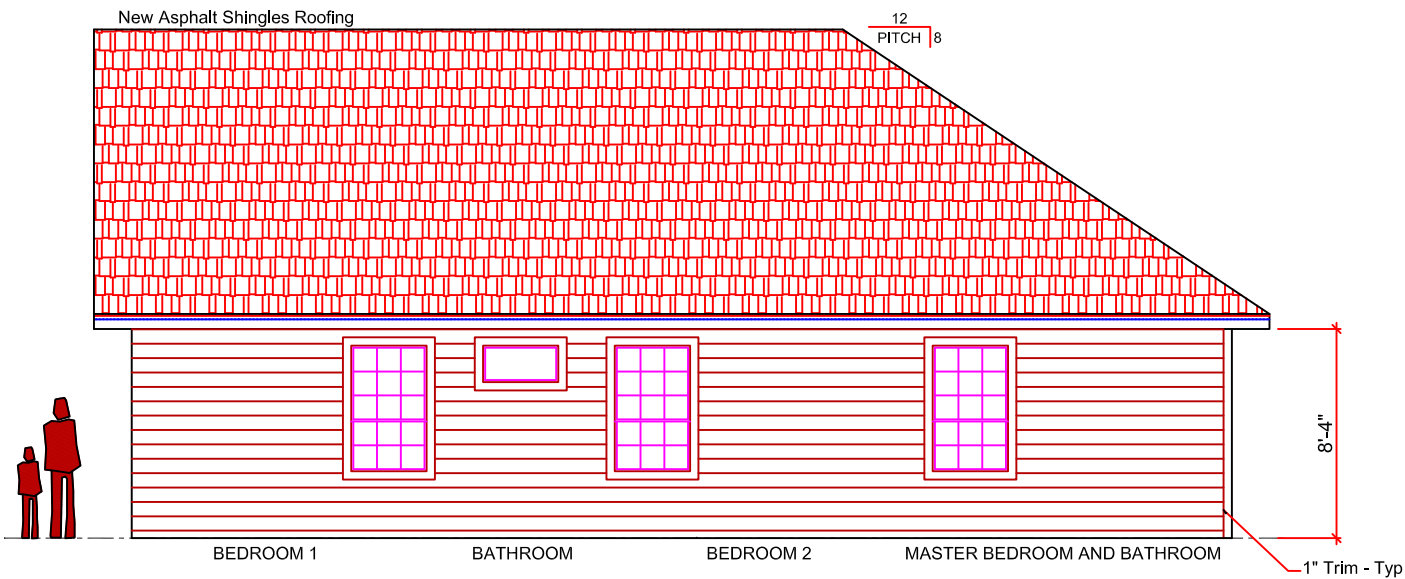 New Asphalt Shingles Roofing
12
PITCH 8
8'-4"
BEDROOM 1 BATHROOM BEDROOM 2 MASTER BEDROOM AND BATHROOM
1" Trim - Typ